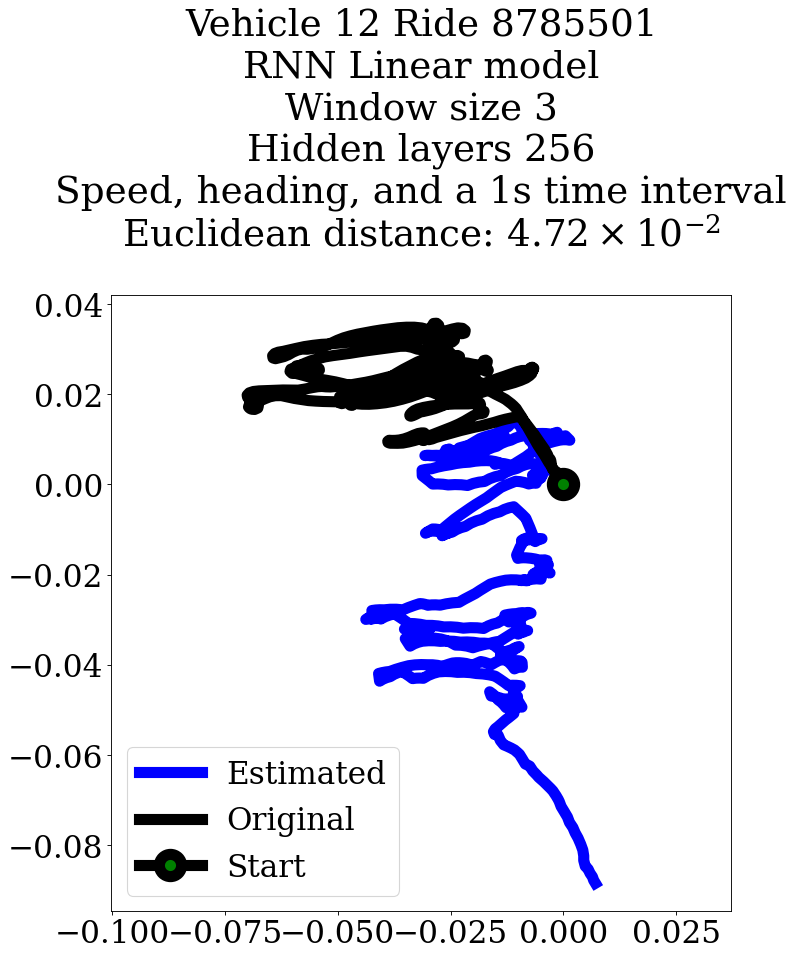 Vehicle 12 Ride 8785501
RNN Linear model
Window size 3
Hidden layers 256
Speed, heading, and a 1s time interval
Euclidean distance: 4.72 × 10⁻²
0.04
0.02
0.00
−0.02
−0.04
−0.06
−0.08
Estimated
Original
Start
−0.100 −0.075 −0.050 −0.025 0.000 0.025